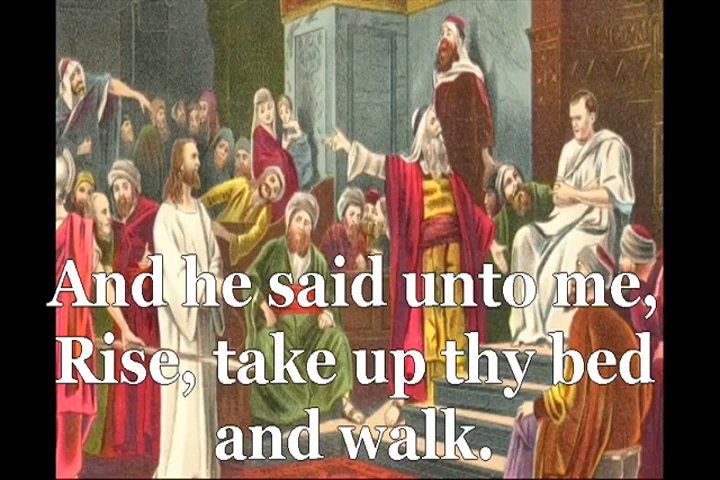 And he said unto me,
Rise, take up thy bed
and walk.